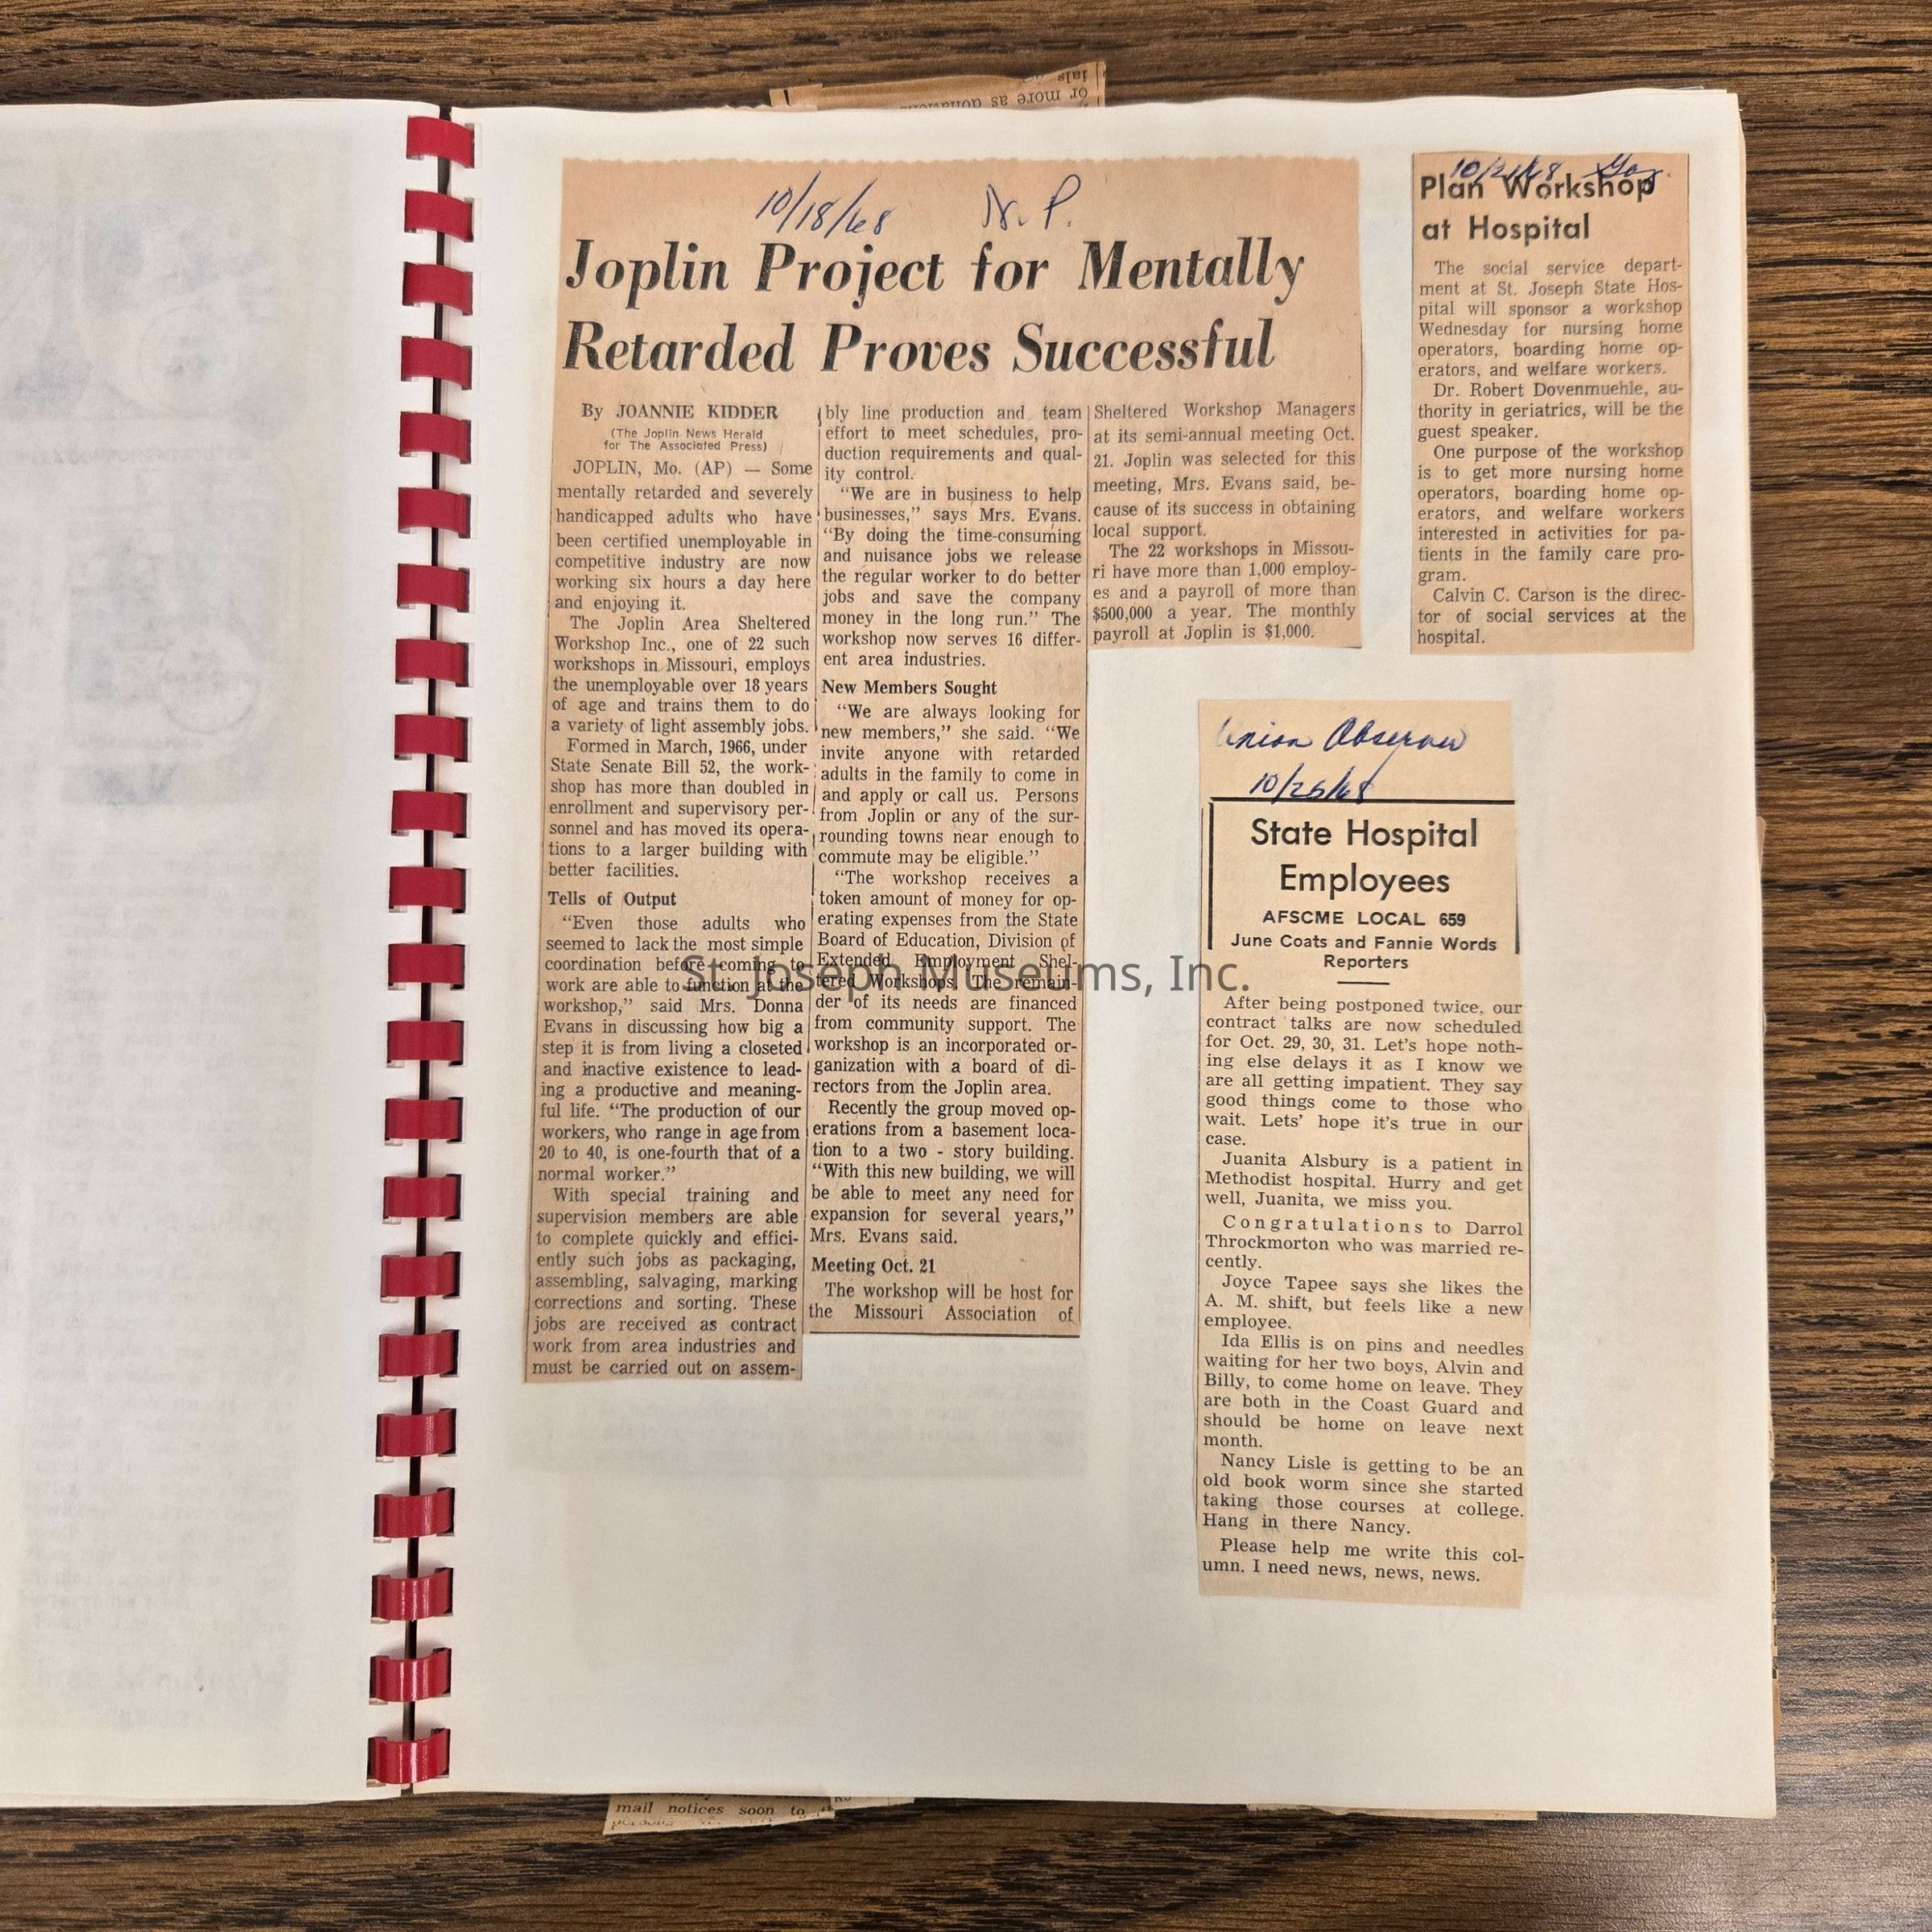 10/18/68 N. P.
Joplin Project for Mentally
Retarded Proves Successful
By JOANNIE KIDDER
(The Joplin News Herald
for The Associated Press)
JOPLIN, Mo. (AP) — Some
mentally retarded and severely
handicapped adults who have
been certified unemployable in
competitive industry are now
working six hours a day here
and enjoying it.
The Joplin Area Sheltered
Workshop Inc., one of 22 such
workshops in Missouri, employs
the unemployable over 18 years
of age and trains them to do
a variety of light assembly jobs.
Formed in March, 1966, under
State Senate Bill 52, the work-
shop has more than doubled in
enrollment and supervisory per-
sonnel and has moved its opera-
tions to a larger building with
better facilities.
Tells of Output
“Even those adults who
seemed to lack the most simple
coordination before coming to
work are able to function at the
workshop,” said Mrs. Donna
Evans in discussing how big a
step it is from living a closeted
and inactive existence to lead-
ing a productive and meaning-
ful life. “The production of our
workers, who range in age from
20 to 40, is one-fourth that of a
normal worker.”
With special training and
supervision members are able
to complete quickly and effici-
ently such jobs as packaging,
assembling, salvaging, marking
corrections and sorting. These
jobs are received as contract
work from area industries and
must be carried out on assem-
bly line production and team
effort to meet schedules, pro-
duction requirements and qual-
ity control.
“We are in business to help
businesses,” says Mrs. Evans.
“By doing the time-consuming
and nuisance jobs we release
the regular worker to do better
jobs and save the company
money in the long run.” The
workshop now serves 16 differ-
ent area industries.
New Members Sought
“We are always looking for
new members,” she said. “We
invite anyone with retarded
adults in the family to come in
and apply or call us. Persons
from Joplin or any of the sur-
rounding towns near enough to
commute may be eligible.”
“The workshop receives a
token amount of money for op-
erating expenses from the State
Board of Education, Division of
Extended Employment Shel-
tered Workshops. The remain-
der of its needs are financed
from community support. The
workshop is an incorporated or-
ganization with a board of di-
rectors from the Joplin area.
Recently the group moved op-
erations from a basement loca-
tion to a two - story building.
“With this new building, we will
be able to meet any need for
expansion for several years,”
Mrs. Evans said.
Meeting Oct. 21
The workshop will be host for
the Missouri Association of
Sheltered Workshop Managers
at its semi-annual meeting Oct.
21. Joplin was selected for this
meeting, Mrs. Evans said, be-
cause of its success in obtaining
local support.
The 22 workshops in Missou-
ri have more than 1,000 employ-
es and a payroll of more than
$500,000 a year. The monthly
payroll at Joplin is $1,000.
10/21/68 Gaz.
Plan Workshop
at Hospital
The social service depart-
ment at St. Joseph State Hos-
pital will sponsor a workshop
Wednesday for nursing home
operators, boarding home op-
erators, and welfare workers.
Dr. Robert Dovenmuehle, au-
thority in geriatrics, will be the
guest speaker.
One purpose of the workshop
is to get more nursing home
operators, boarding home op-
erators, and welfare workers
interested in activities for pa-
tients in the family care pro-
gram.
Calvin C. Carson is the direc-
tor of social services at the
hospital.
Union Observer
10/26/68
State Hospital
Employees
AFSCME LOCAL 659
June Coats and Fannie Words
Reporters
After being postponed twice, our
contract talks are now scheduled
for Oct. 29, 30, 31. Let's hope noth-
ing else delays it as I know we
are all getting impatient. They say
good things come to those who
wait. Lets' hope it's true in our
case.
Juanita Alsbury is a patient in
Methodist hospital. Hurry and get
well, Juanita, we miss you.
Congratulations to Darrol
Throckmorton who was married re-
cently.
Joyce Tapee says she likes the
A. M. shift, but feels like a new
employee.
Ida Ellis is on pins and needles
waiting for her two boys, Alvin and
Billy, to come home on leave. They
are both in the Coast Guard and
should be home on leave next
month.
Nancy Lisle is getting to be an
old book worm since she started
taking those courses at college.
Hang in there Nancy.
Please help me write this col-
umn. I need news, news, news.
St. Joseph Museums, Inc.
or more as donations
mail notices soon to